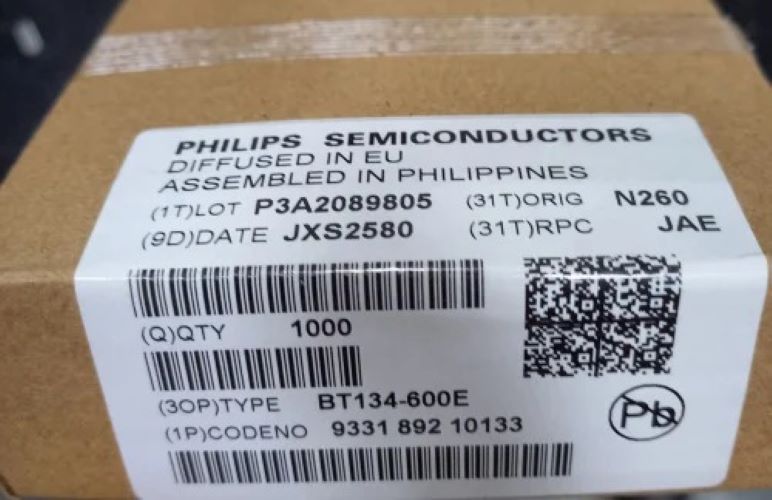 PHILIPS SEMICONDUCTORS
DIFFUSED IN EU
ASSEMBLED IN PHILIPPINES
(1T)LOT P3A2089805 (31T)ORIG N260
(9D)DATE JXS2580 (31T)RPC JAE
(Q)QTY 1000
(3OP)TYPE BT134-600E
(1P)CODENO 9331 892 10133
Pb